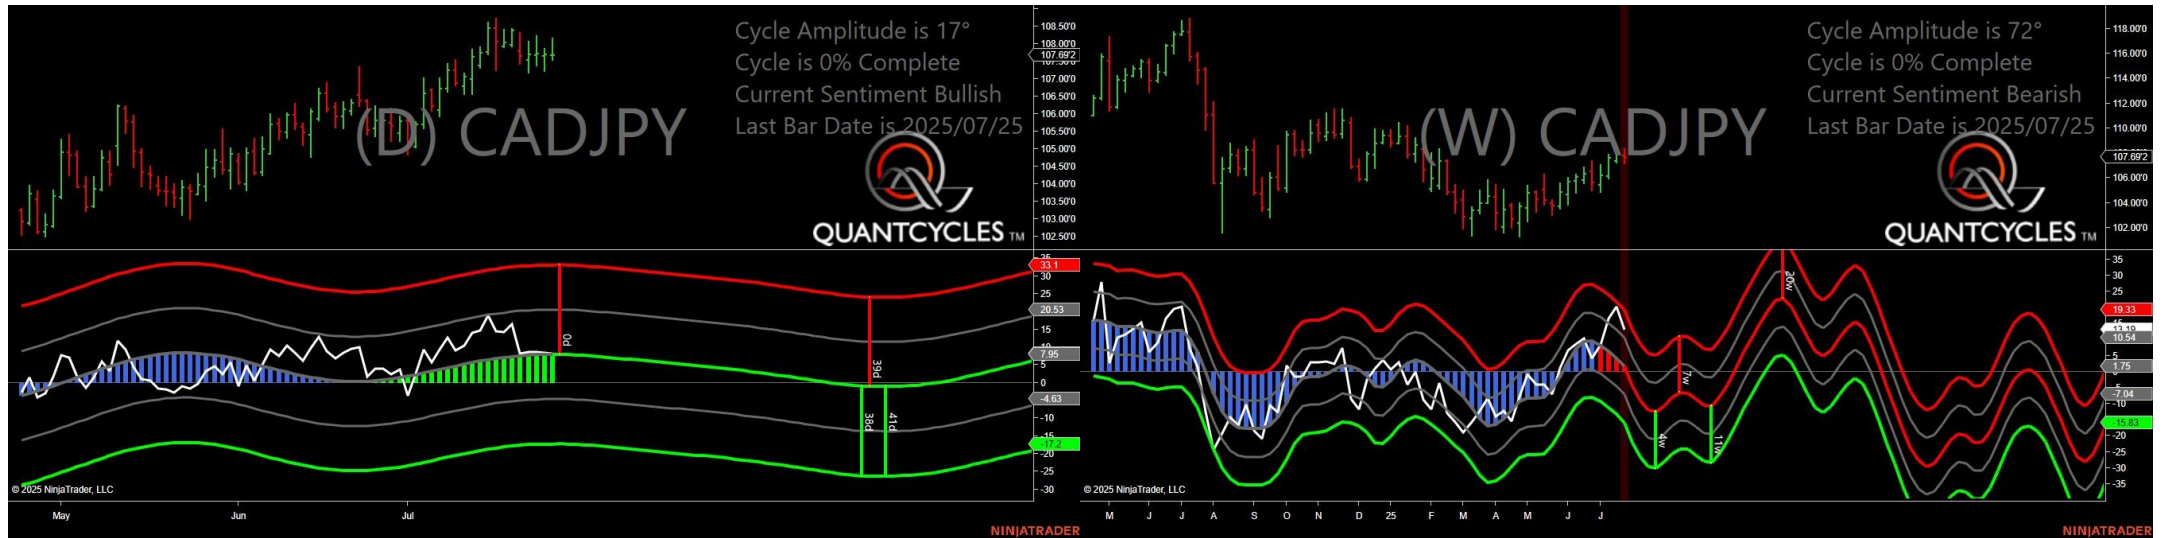 Cycle Amplitude is 17°
Cycle is 0% Complete
Current Sentiment Bullish
Last Bar Date is 2025/07/25
(D) CADJPY
QUANTCYCLES TM
108.50'0
108.00'0
107.69'2
107.00'0
106.50'0
106.00'0
105.50'0
105.00'0
104.50'0
104.00'0
103.50'0
103.00'0
102.50'0
33.1
30
25
20.53
15
10
7.95
5
0
-4.63
-10
-15
-17.2
-20
-25
-30
0d
39d
38d
41d
© 2025 NinjaTrader, LLC
May
Jun
Jul
NINJATRADER
Cycle Amplitude is 72°
Cycle is 0% Complete
Current Sentiment Bearish
Last Bar Date is 2025/07/25
(W) CADJPY
QUANTCYCLES TM
118.00'0
116.00'0
114.00'0
112.00'0
110.00'0
107.69'2
106.00'0
104.00'0
102.00'0
35
30
25
19.33
13.19
10.54
5
1.75
-7.04
-10
-15.83
-20
-25
-30
-35
20w
7w
4w
11w
© 2025 NinjaTrader, LLC
M J J A S O N D 25 F M A M J J
NINJATRADER